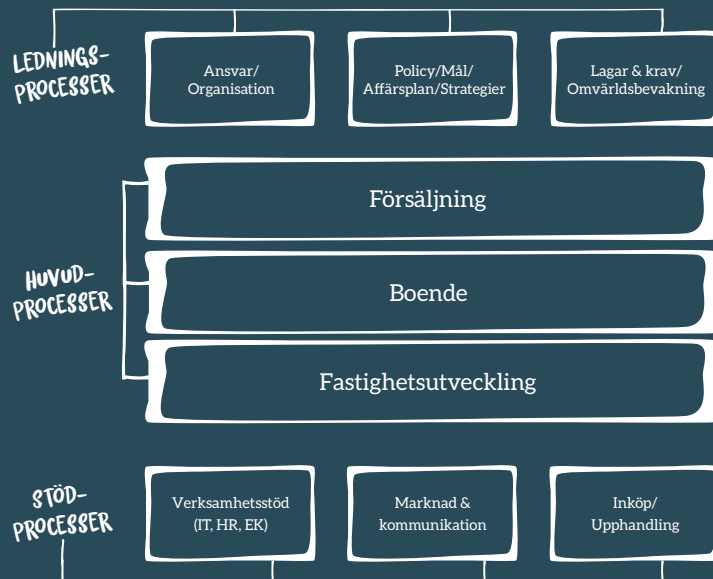 LEDNINGS-
PROCESSER
Ansvar/
Organisation
Policy/Mål/
Affärsplan/Strategier
Lagar & krav/
Omvärldsbevakning
HUVUD-
PROCESSER
Försäljning
Boende
Fastighetsutveckling
STÖD-
PROCESSER
Verksamhetsstöd
(IT, HR, EK)
Marknad &
kommunikation
Inköp/
Upphandling